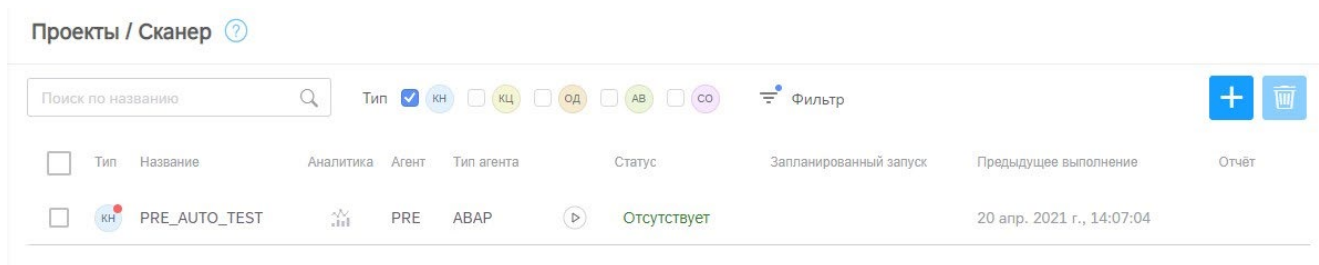 Проекты / Сканер ?
Поиск по названию Тип КН КЦ ОД АВ СО Фильтр
Тип Название Аналитика Агент Тип агента Статус Запланированный запуск Предыдущее выполнение Отчёт
КН PRE_AUTO_TEST PRE ABAP Отсутствует 20 апр. 2021 г., 14:07:04